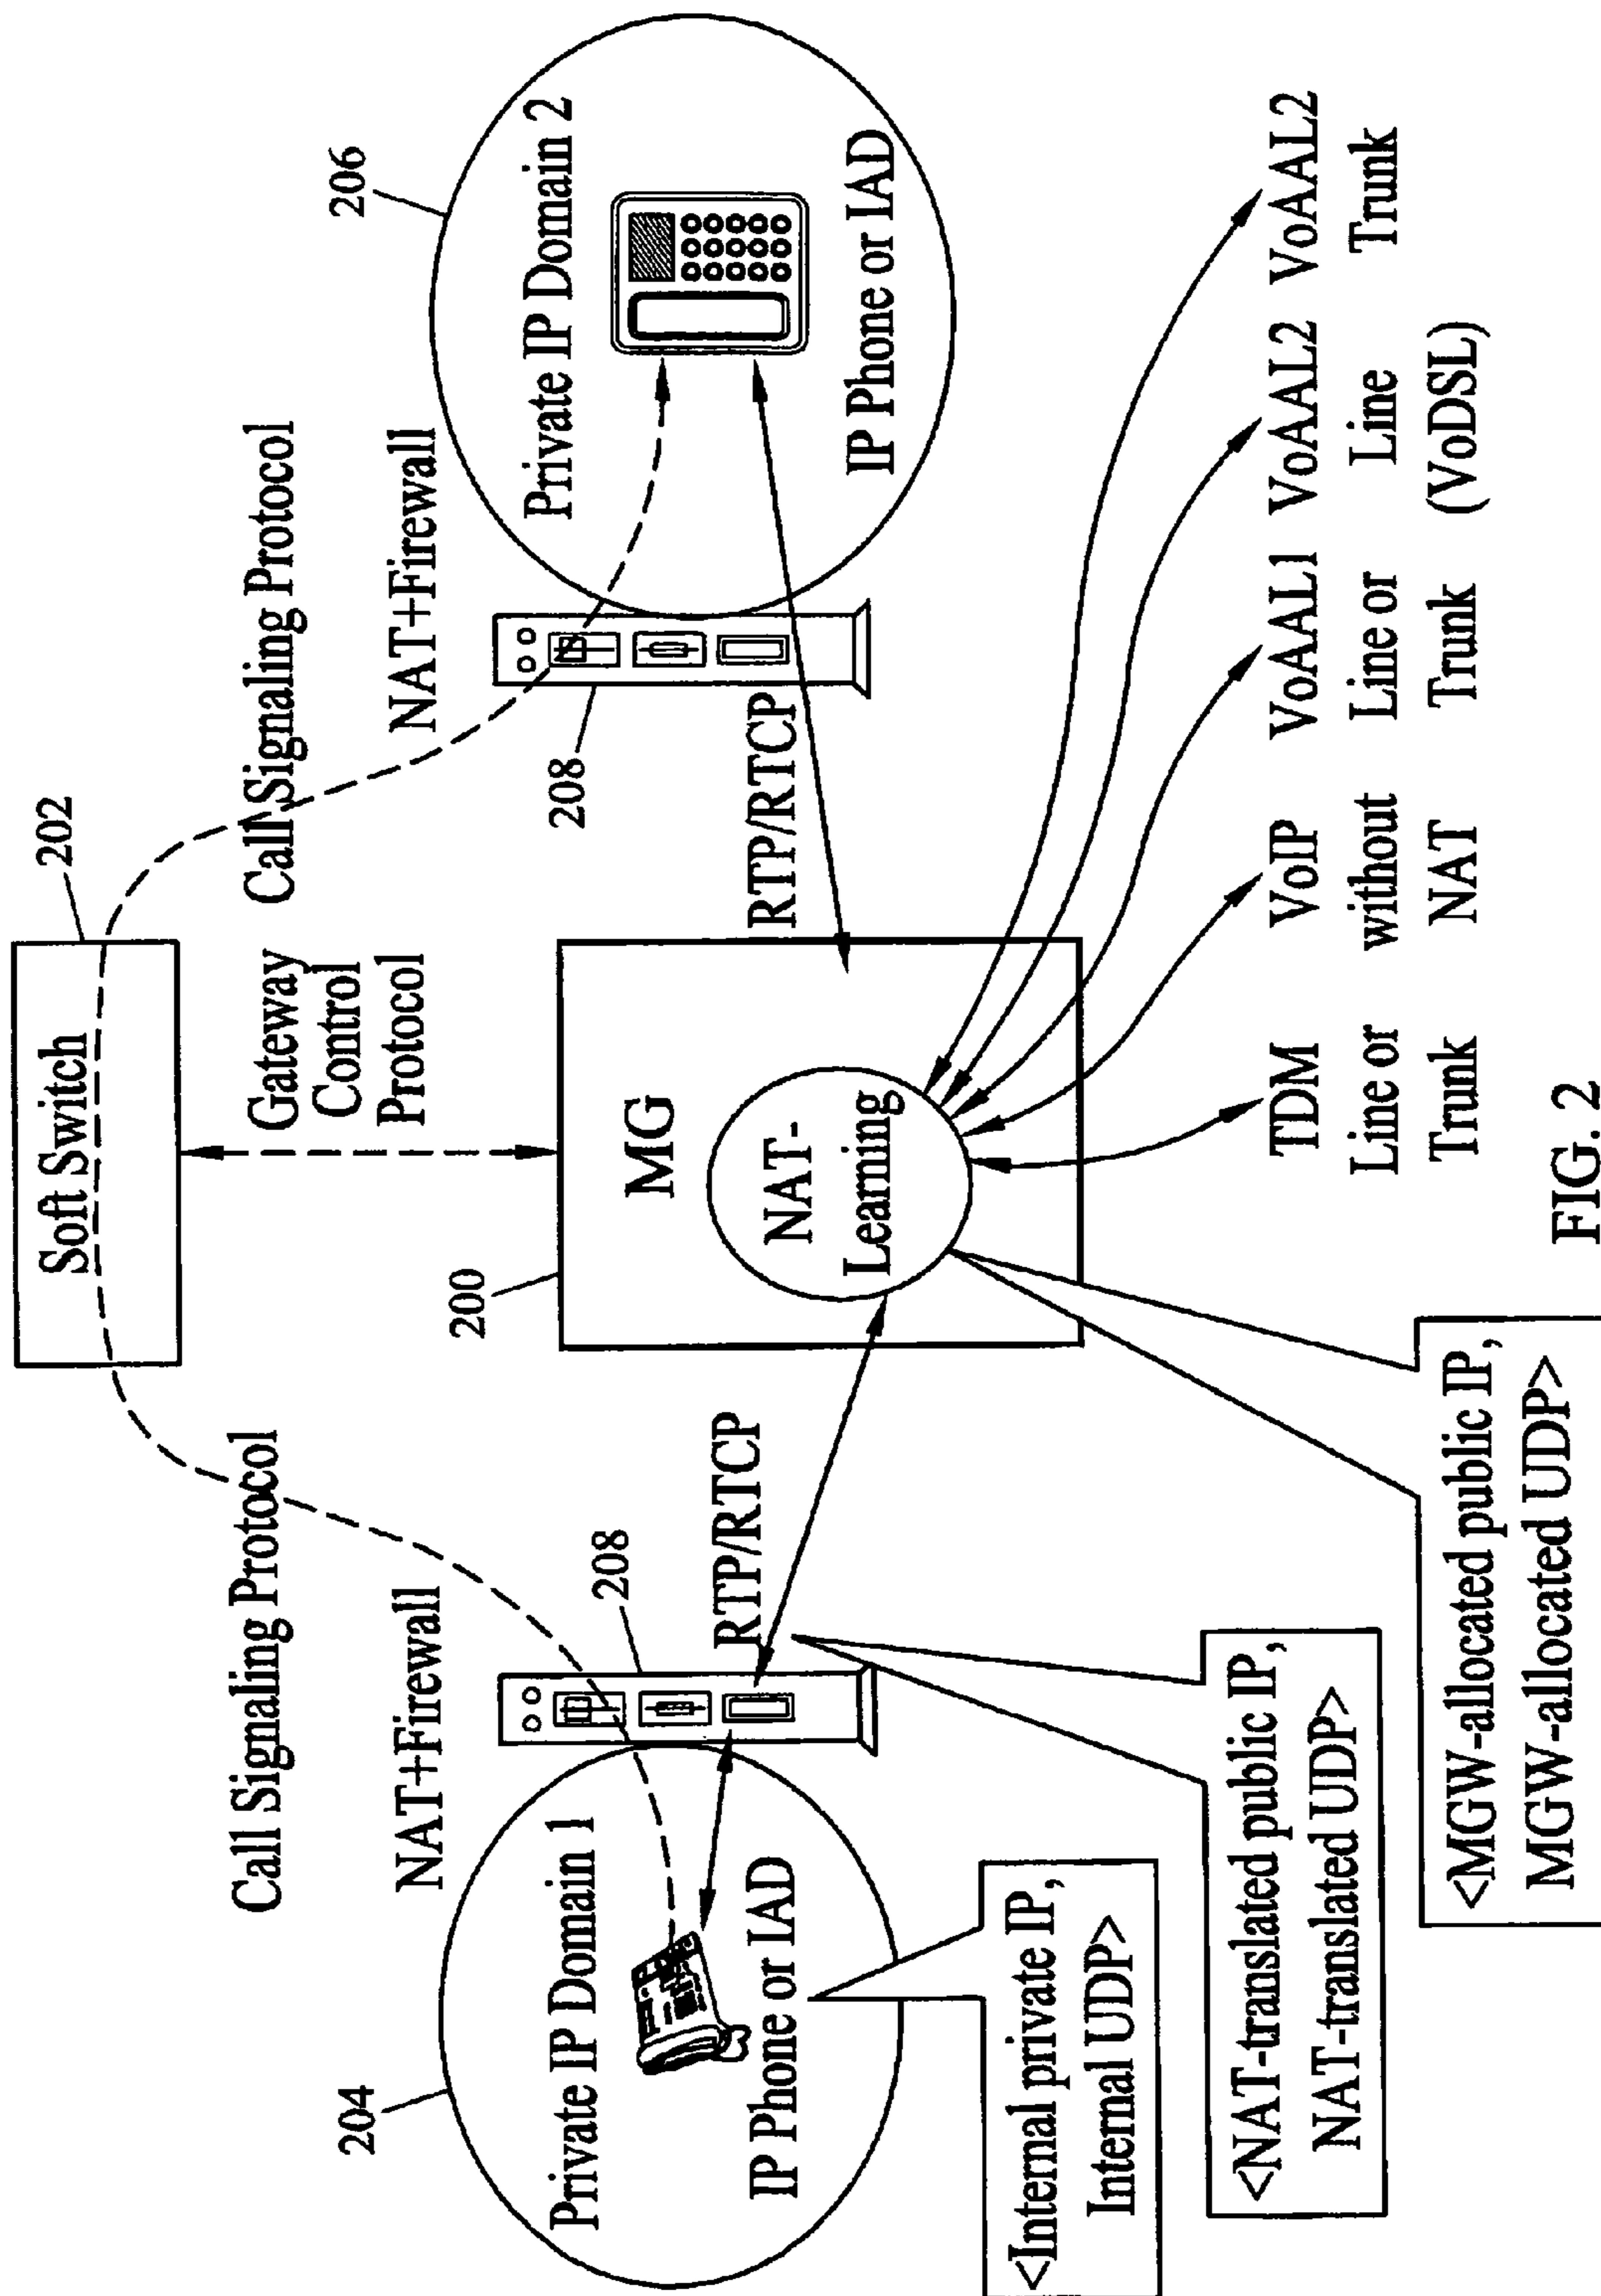 202
Soft Switch
Call Signaling Protocol
Call Signaling Protocol
Gateway
Control
Protocol
NAT+Firewall
NAT+Firewall
204
206
208
208
200
Private IP Domain 1
IP Phone or IAD
Private IP Domain 2
IP Phone or IAD
RTP/RTCP
RTP/RTCP
MG
NAT-
Learning
<Internal private IP,
Internal UDP>
<NAT-translated public IP,
NAT-translated UDP>
<MGW-allocated public IP,
MGW-allocated UDP>
TDM
Line or
Trunk
VoIP
without
NAT
VoAAL1
Line or
Trunk
VoAAL2
Line
(VoDSL)
VoAAL2
Trunk
FIG. 2